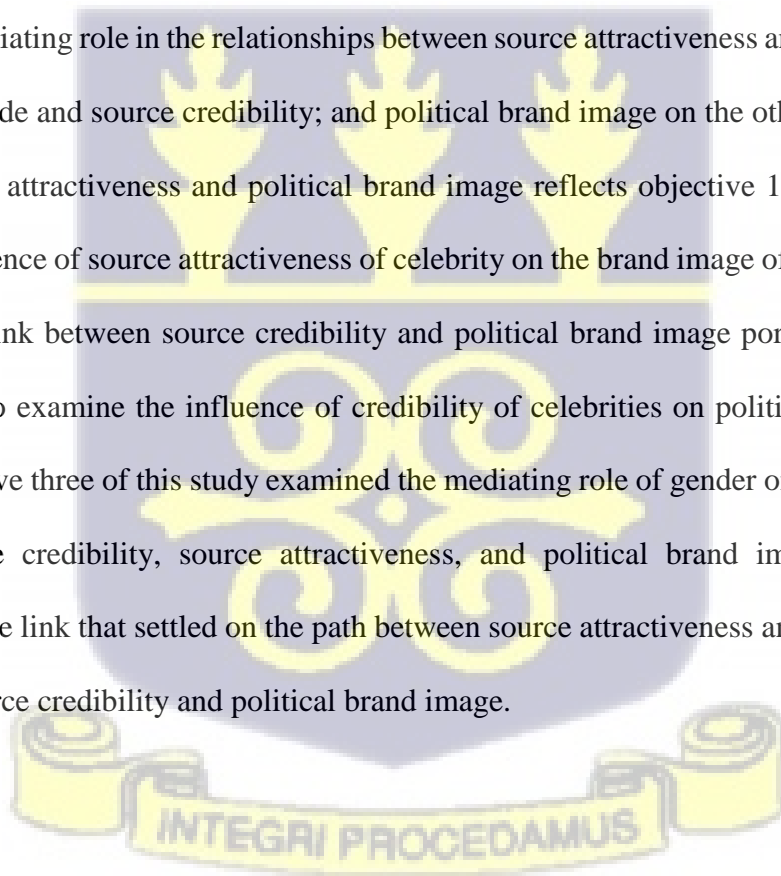 iating role in the relationships between source attractiveness a
de and source credibility; and political brand image on the ot
attractiveness and political brand image reflects objective 1
ence of source attractiveness of celebrity on the brand image o
nk between source credibility and political brand image por
o examine the influence of credibility of celebrities on politi
ve three of this study examined the mediating role of gender o
e credibility, source attractiveness, and political brand im
e link that settled on the path between source attractiveness a
rce credibility and political brand image.
INTEGRI PROCEDAMUS